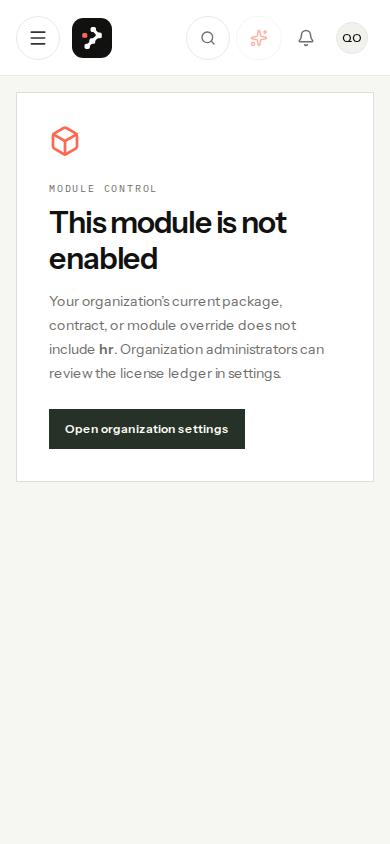 QO
MODULE CONTROL
This module is not
enabled
Your organization's current package,
contract, or module override does not
include hr. Organization administrators can
review the license ledger in settings.
Open organization settings